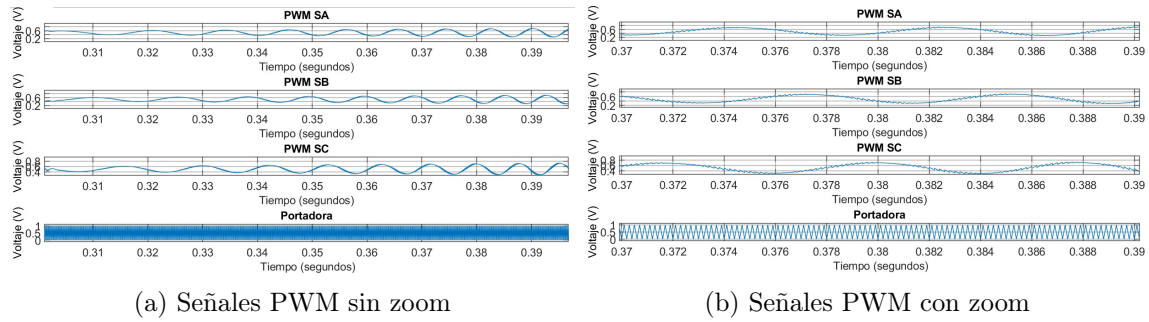 PWM SA
Voltaje (V)
0.6
0.2
0.31 0.32 0.33 0.34 0.35 0.36 0.37 0.38 0.39
Tiempo (segundos)
PWM SB
Voltaje (V)
0.6
0.2
0.31 0.32 0.33 0.34 0.35 0.36 0.37 0.38 0.39
Tiempo (segundos)
PWM SC
Voltaje (V)
0.8
0.6
0.4
0.31 0.32 0.33 0.34 0.35 0.36 0.37 0.38 0.39
Tiempo (segundos)
Portadora
Voltaje (V)
1
0.5
0
0.31 0.32 0.33 0.34 0.35 0.36 0.37 0.38 0.39
Tiempo (segundos)
(a) Señales PWM sin zoom
PWM SA
Voltaje (V)
0.6
0.2
0.37 0.372 0.374 0.376 0.378 0.38 0.382 0.384 0.386 0.388 0.39
Tiempo (segundos)
PWM SB
Voltaje (V)
0.6
0.2
0.37 0.372 0.374 0.376 0.378 0.38 0.382 0.384 0.386 0.388 0.39
Tiempo (segundos)
PWM SC
Voltaje (V)
0.8
0.6
0.4
0.37 0.372 0.374 0.376 0.378 0.38 0.382 0.384 0.386 0.388 0.39
Tiempo (segundos)
Portadora
Voltaje (V)
1
0.5
0
0.37 0.372 0.374 0.376 0.378 0.38 0.382 0.384 0.386 0.388 0.39
Tiempo (segundos)
(b) Señales PWM con zoom